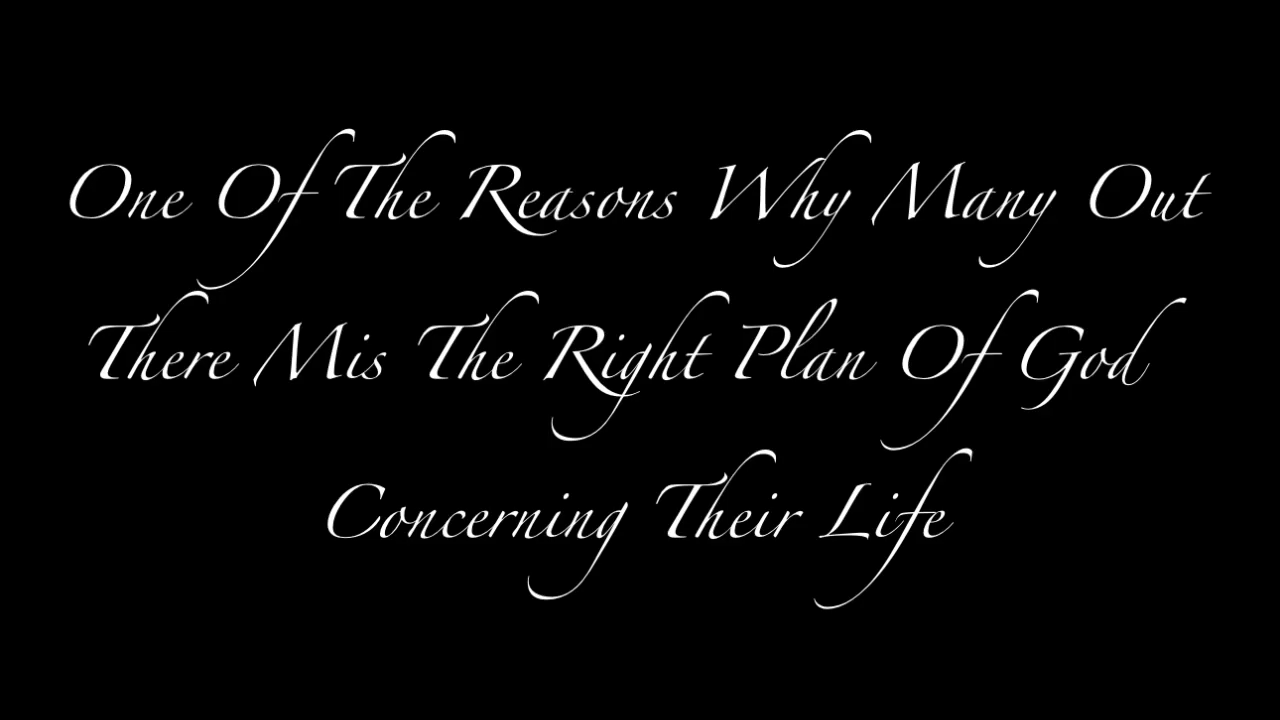 One Of The Reasons Why Many Out
There Mis The Right Plan Of God
Concerning Their Life